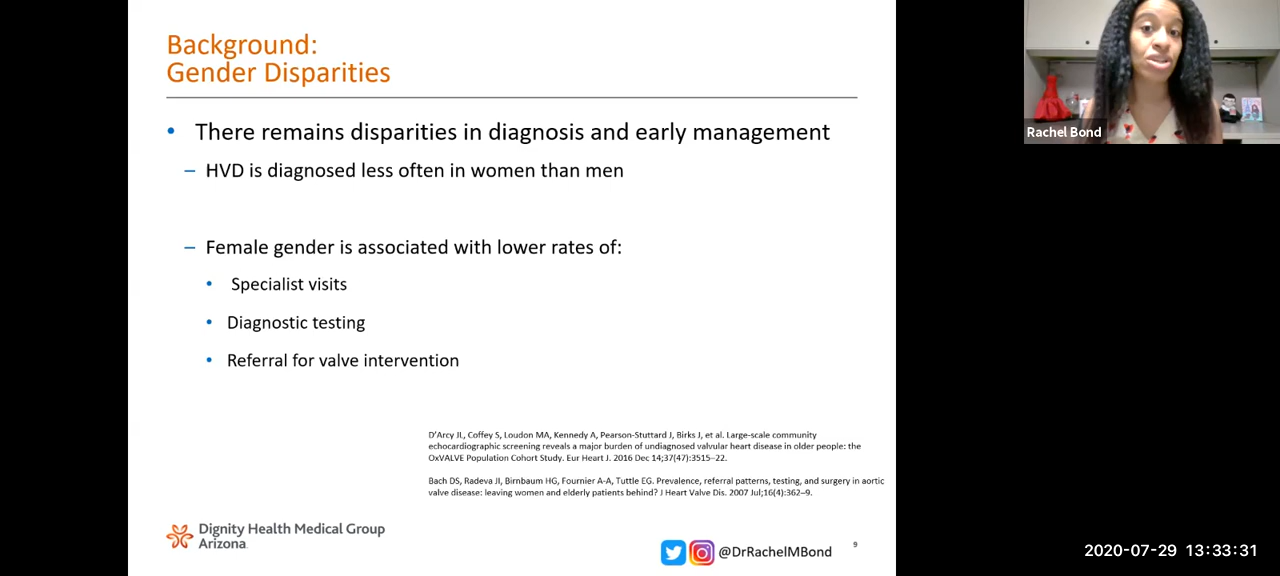 Background:
Gender Disparities
• There remains disparities in diagnosis and early management
– HVD is diagnosed less often in women than men
– Female gender is associated with lower rates of:
• Specialist visits
• Diagnostic testing
• Referral for valve intervention
D'Arcy JL, Coffey S, Loudon MA, Kennedy A, Pearson-Stuttard J, Birks J, et al. Large-scale community
echocardiographic screening reveals a major burden of undiagnosed valvular heart disease in older people: the
OxVALVE Population Cohort Study. Eur Heart J. 2016 Dec 14;37(47):3515–22.
Bach DS, Radeva JI, Birnbaum HG, Fournier A-A, Tuttle EG. Prevalence, referral patterns, testing, and surgery in aortic
valve disease: leaving women and elderly patients behind? J Heart Valve Dis. 2007 Jul;16(4):362–9.
Dignity Health Medical Group
Arizona
@DrRachelMBond
9
Rachel Bond
2020-07-29 13:33:31